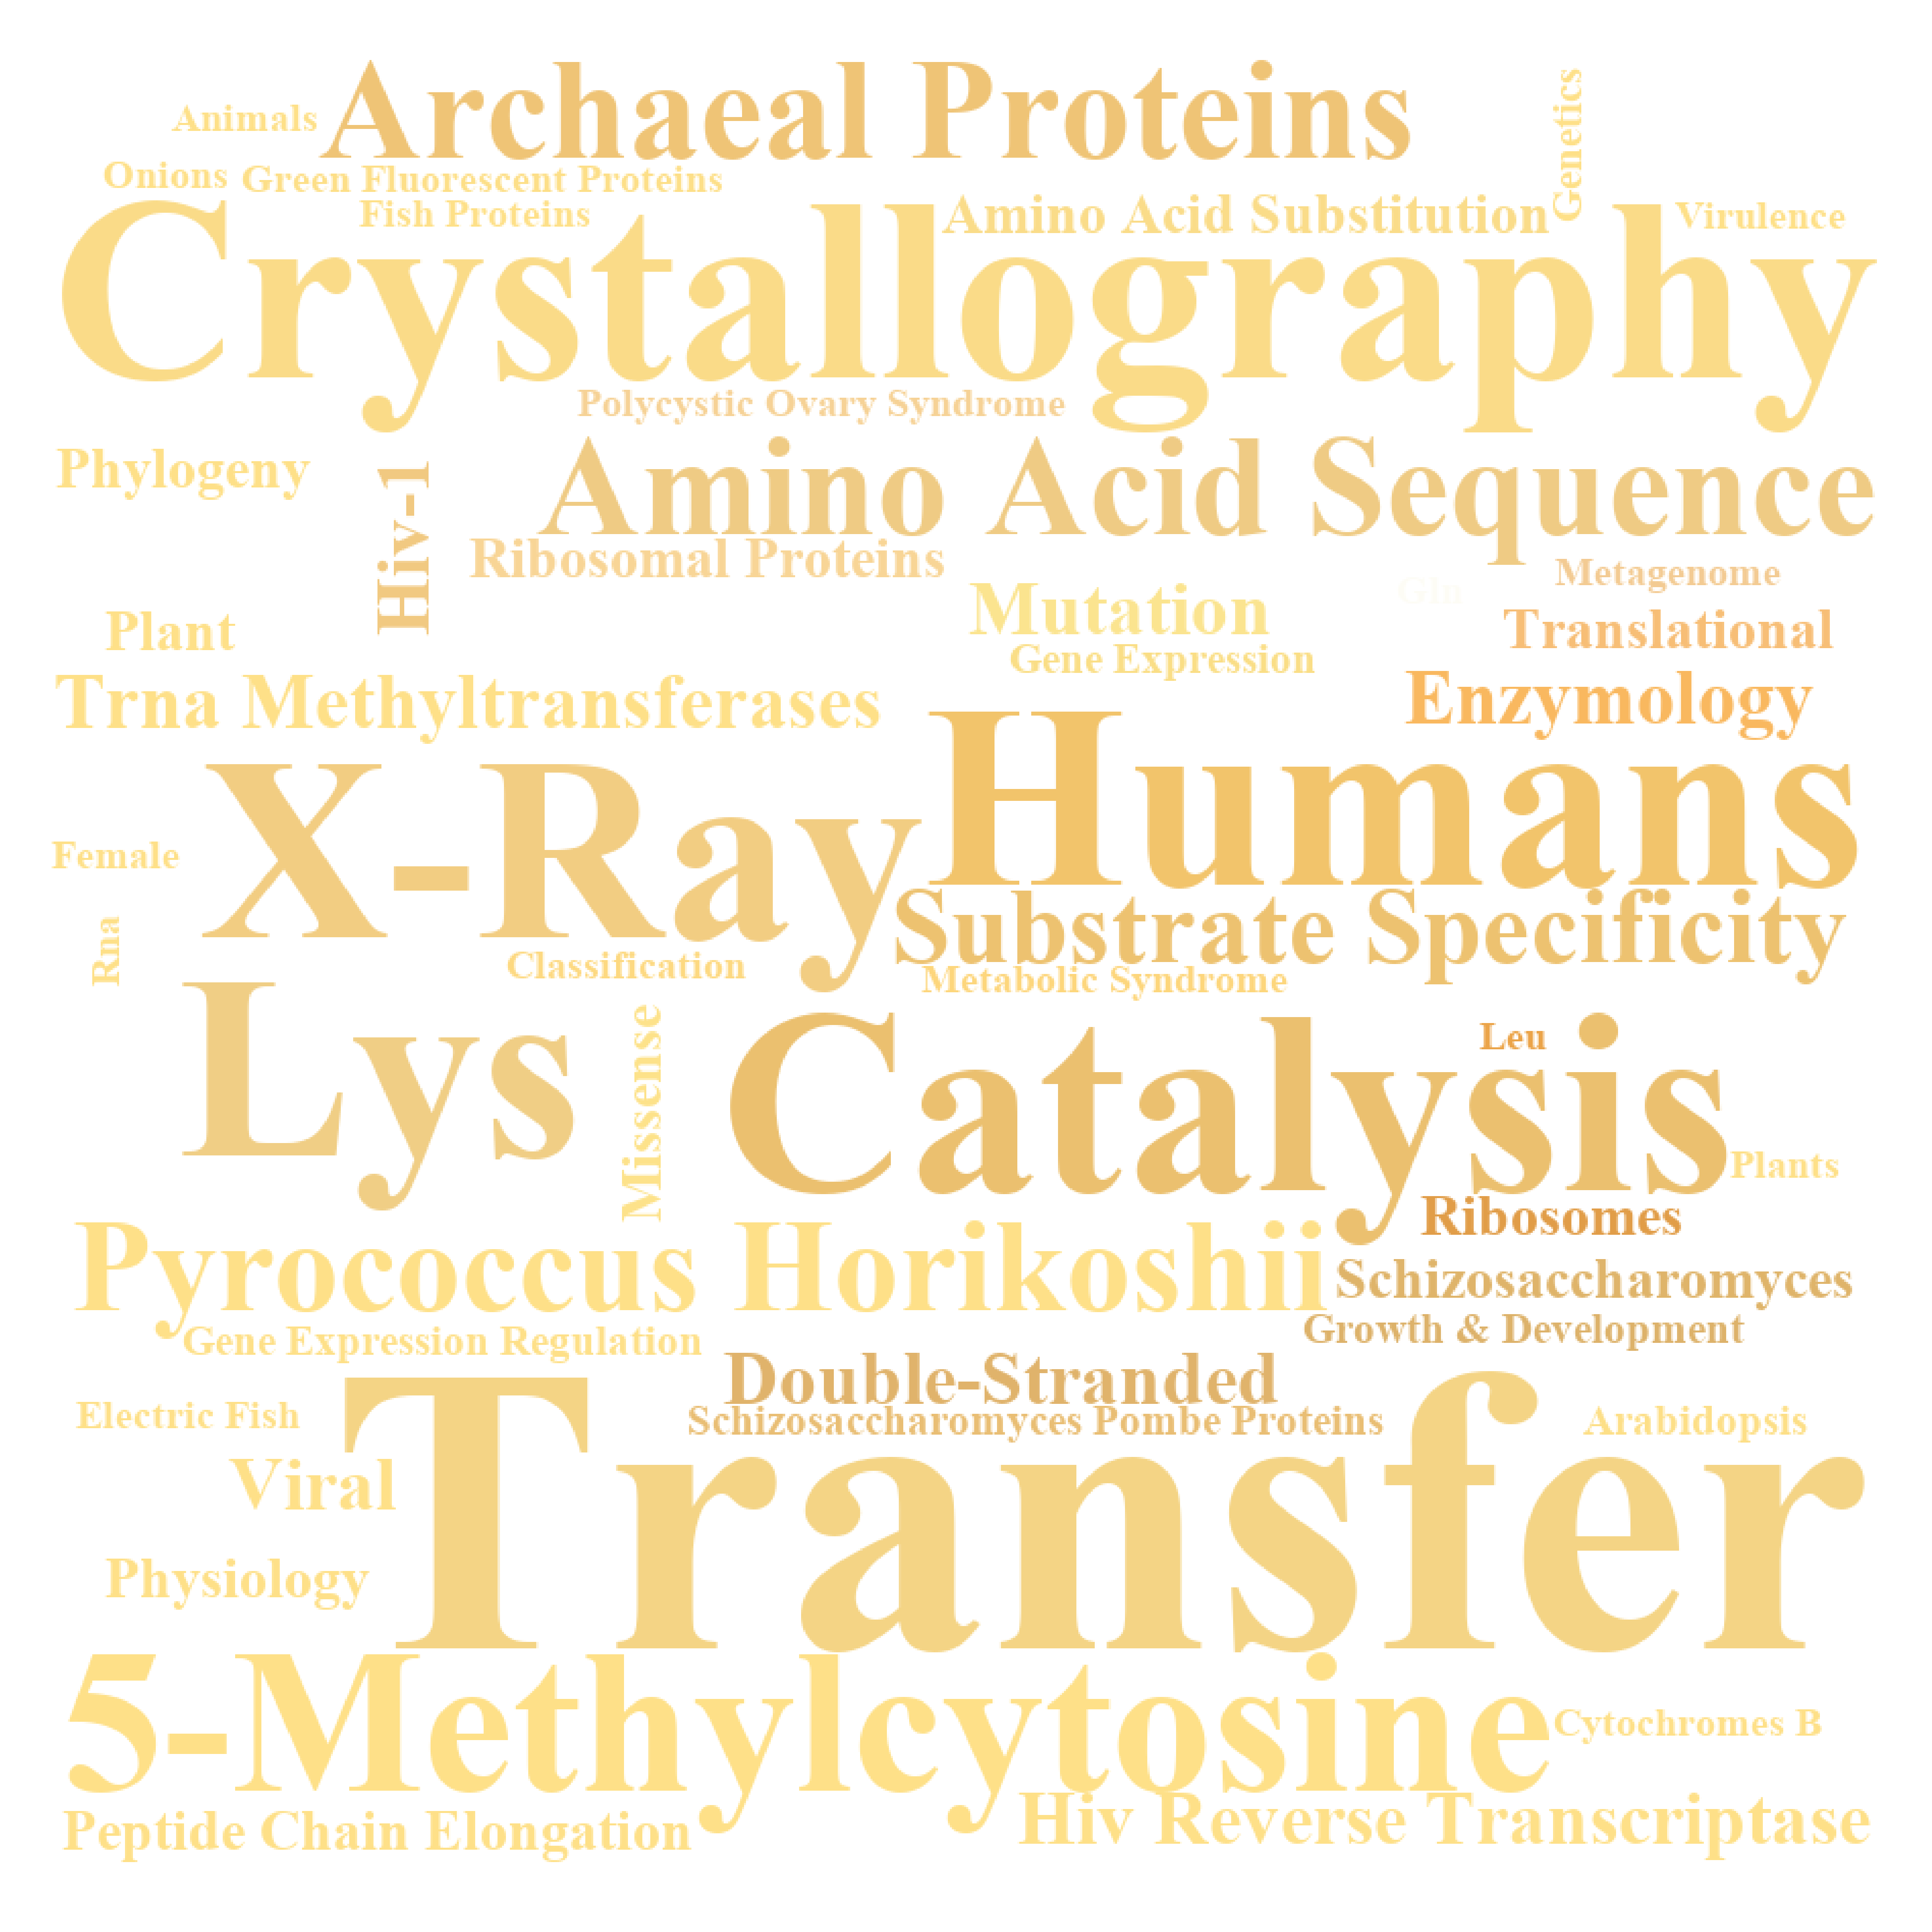 Archaeal Proteins
Animals
Genetics
Onions
Green Fluorescent Proteins
Fish Proteins
Amino Acid Substitution
Virulence
Crystallography
Polycystic Ovary Syndrome
Phylogeny
Hiv-1
Amino Acid Sequence
Ribosomal Proteins
Metagenome
Gln
Mutation
Plant
Translational
Gene Expression
Trna Methyltransferases
Enzymology
Humans
X-Ray
Female
Substrate Specificity
Rna
Classification
Metabolic Syndrome
Lys
Missense
Catalysis
Leu
Plants
Ribosomes
Pyrococcus Horikoshii
Schizosaccharomyces
Growth & Development
Gene Expression Regulation
Double-Stranded
Electric Fish
Schizosaccharomyces Pombe Proteins
Arabidopsis
Transfer
Viral
Physiology
5-Methylcytosine
Cytochromes B
Peptide Chain Elongation
Hiv Reverse Transcriptase